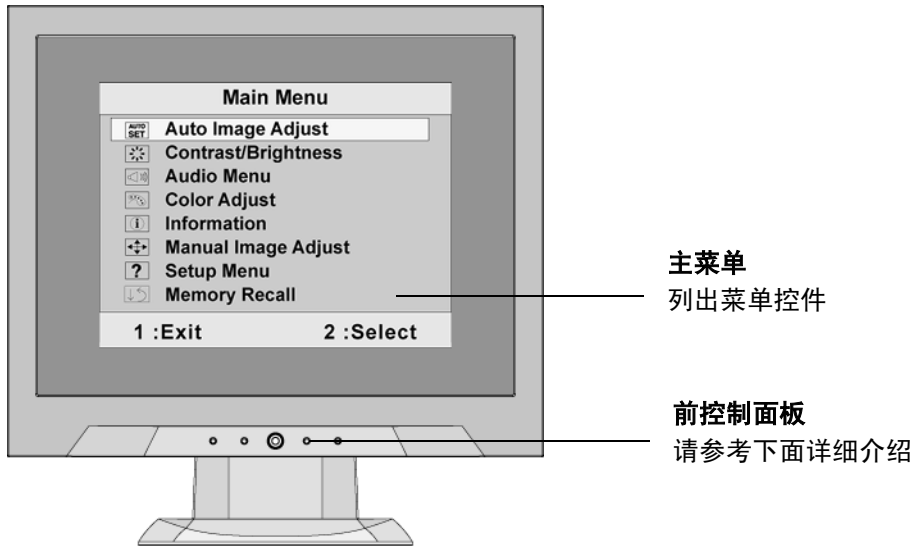 Main Menu
AUTO SET Auto Image Adjust
Contrast/Brightness
Audio Menu
Color Adjust
Information
Manual Image Adjust
? Setup Menu
Memory Recall
1 :Exit 2 :Select
主菜单
列出菜单控件
前控制面板
请参考下面详细介绍